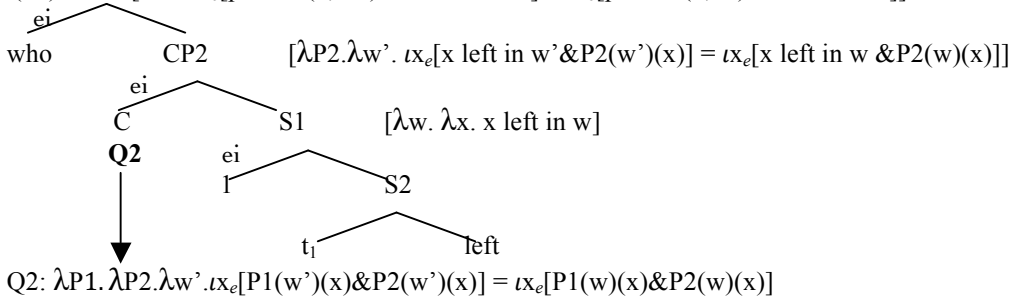 ei
who CP2 [λP2.λw'. ιxₑ[x left in w'&P2(w')(x)] = ιxₑ[x left in w &P2(w)(x)]]
ei
C S1 [λw. λx. x left in w]
Q2 ei
1 S2
t₁ left
Q2: λP1. λP2.λw'.ιxₑ[P1(w')(x)&P2(w')(x)] = ιxₑ[P1(w)(x)&P2(w)(x)]